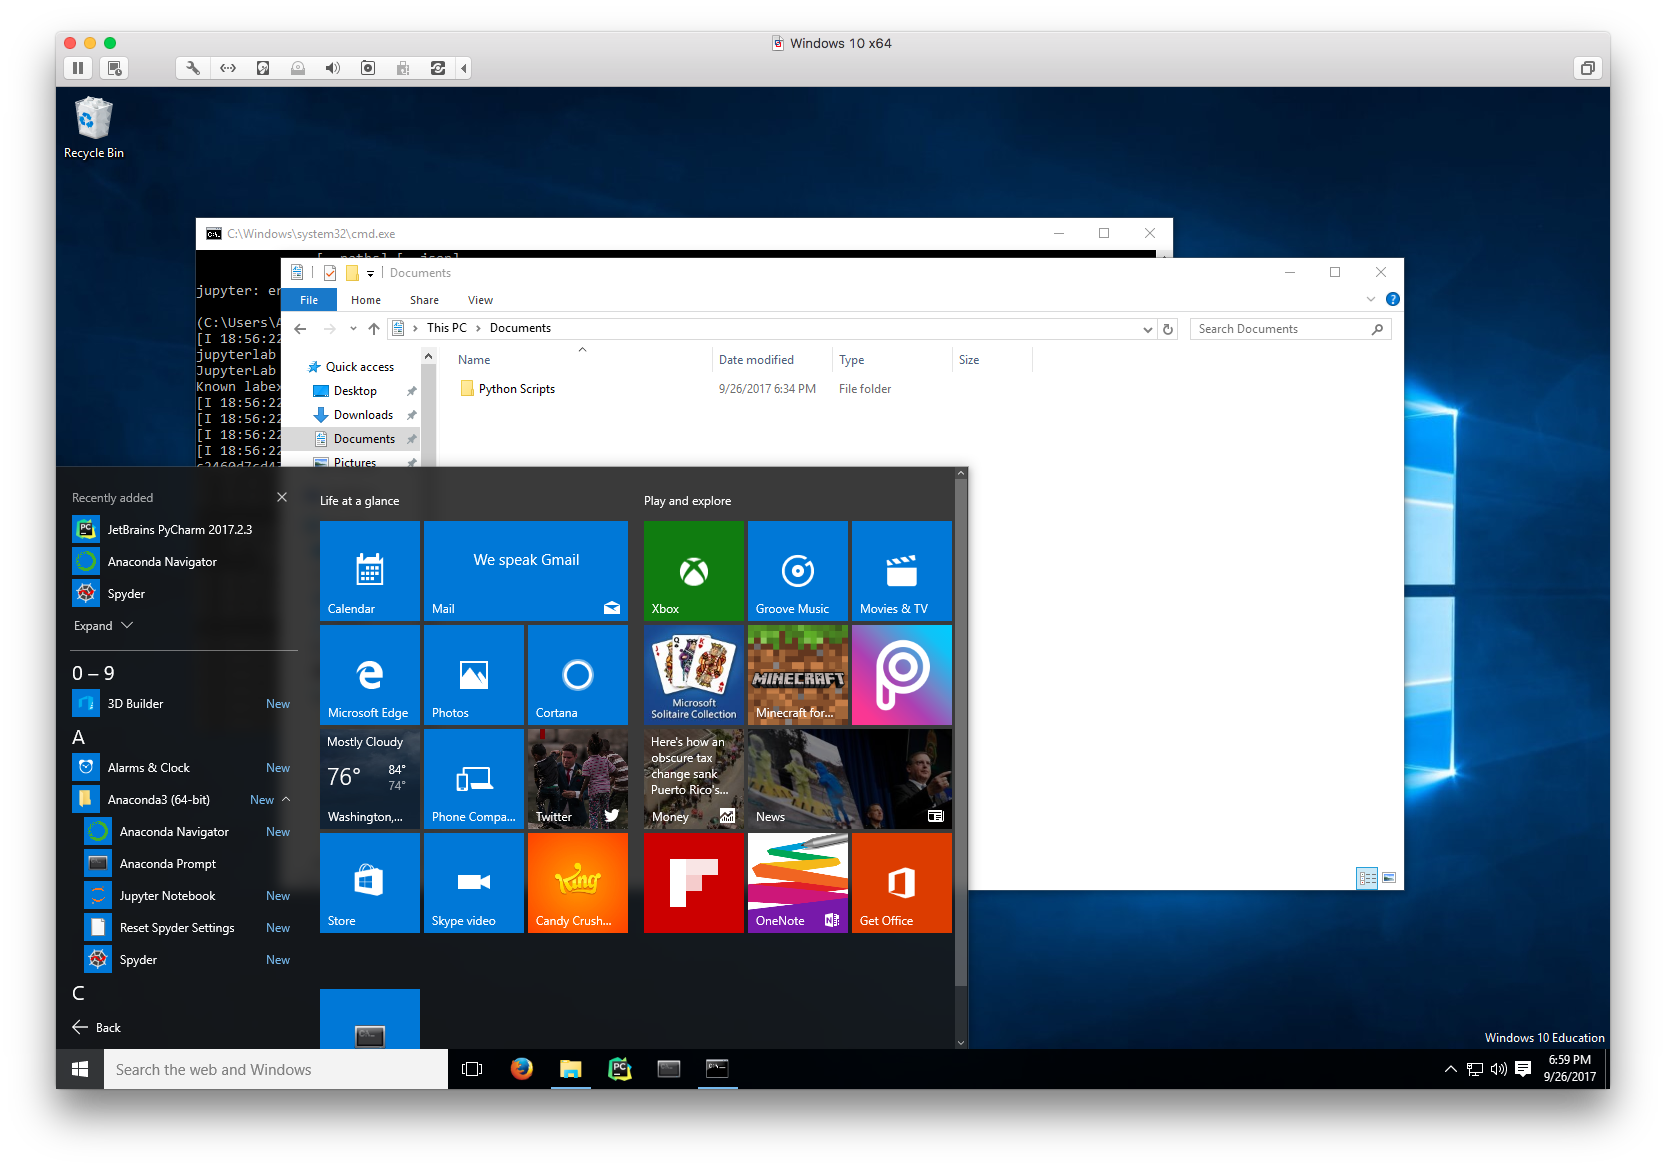 Windows 10 x64
Recycle Bin
C:\Windows\system32\cmd.exe
jupyter: er
(C:\Users\A
[I 18:56:22
jupyterlab
JupyterLab
Known labex
[I 18:56:22
[I 18:56:22
[I 18:56:22
[I 18:56:22
Documents
File Home Share View
This PC > Documents
Search Documents
Name Date modified Type Size
Python Scripts 9/26/2017 6:34 PM File folder
Quick access
Desktop
Downloads
Documents
Pictures
Recently added
JetBrains PyCharm 2017.2.3
Anaconda Navigator
Spyder
Expand
0 – 9
3D Builder New
A
Alarms & Clock New
Anaconda3 (64-bit) New
Anaconda Navigator New
Anaconda Prompt
Jupyter Notebook New
Reset Spyder Settings New
Spyder New
C
Back
Life at a glance
Calendar
We speak Gmail
Mail
Microsoft Edge
Photos
Cortana
Mostly Cloudy
76° 84°
74°
Washington,...
Phone Compa...
Twitter
Store
Skype video
King
Candy Crush...
Play and explore
Xbox
Groove Music
Movies & TV
Microsoft
Solitaire Collection
MINECRAFT
Minecraft for...
Here's how an
obscure tax
change sank
Puerto Rico's...
Money
News
OneNote
Get Office
Windows 10 Education
Search the web and Windows
6:59 PM
9/26/2017